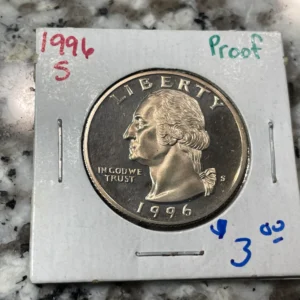 1996
S
Proof
LIBERTY
IN GOD WE
TRUST
S
1996
$ 3.00